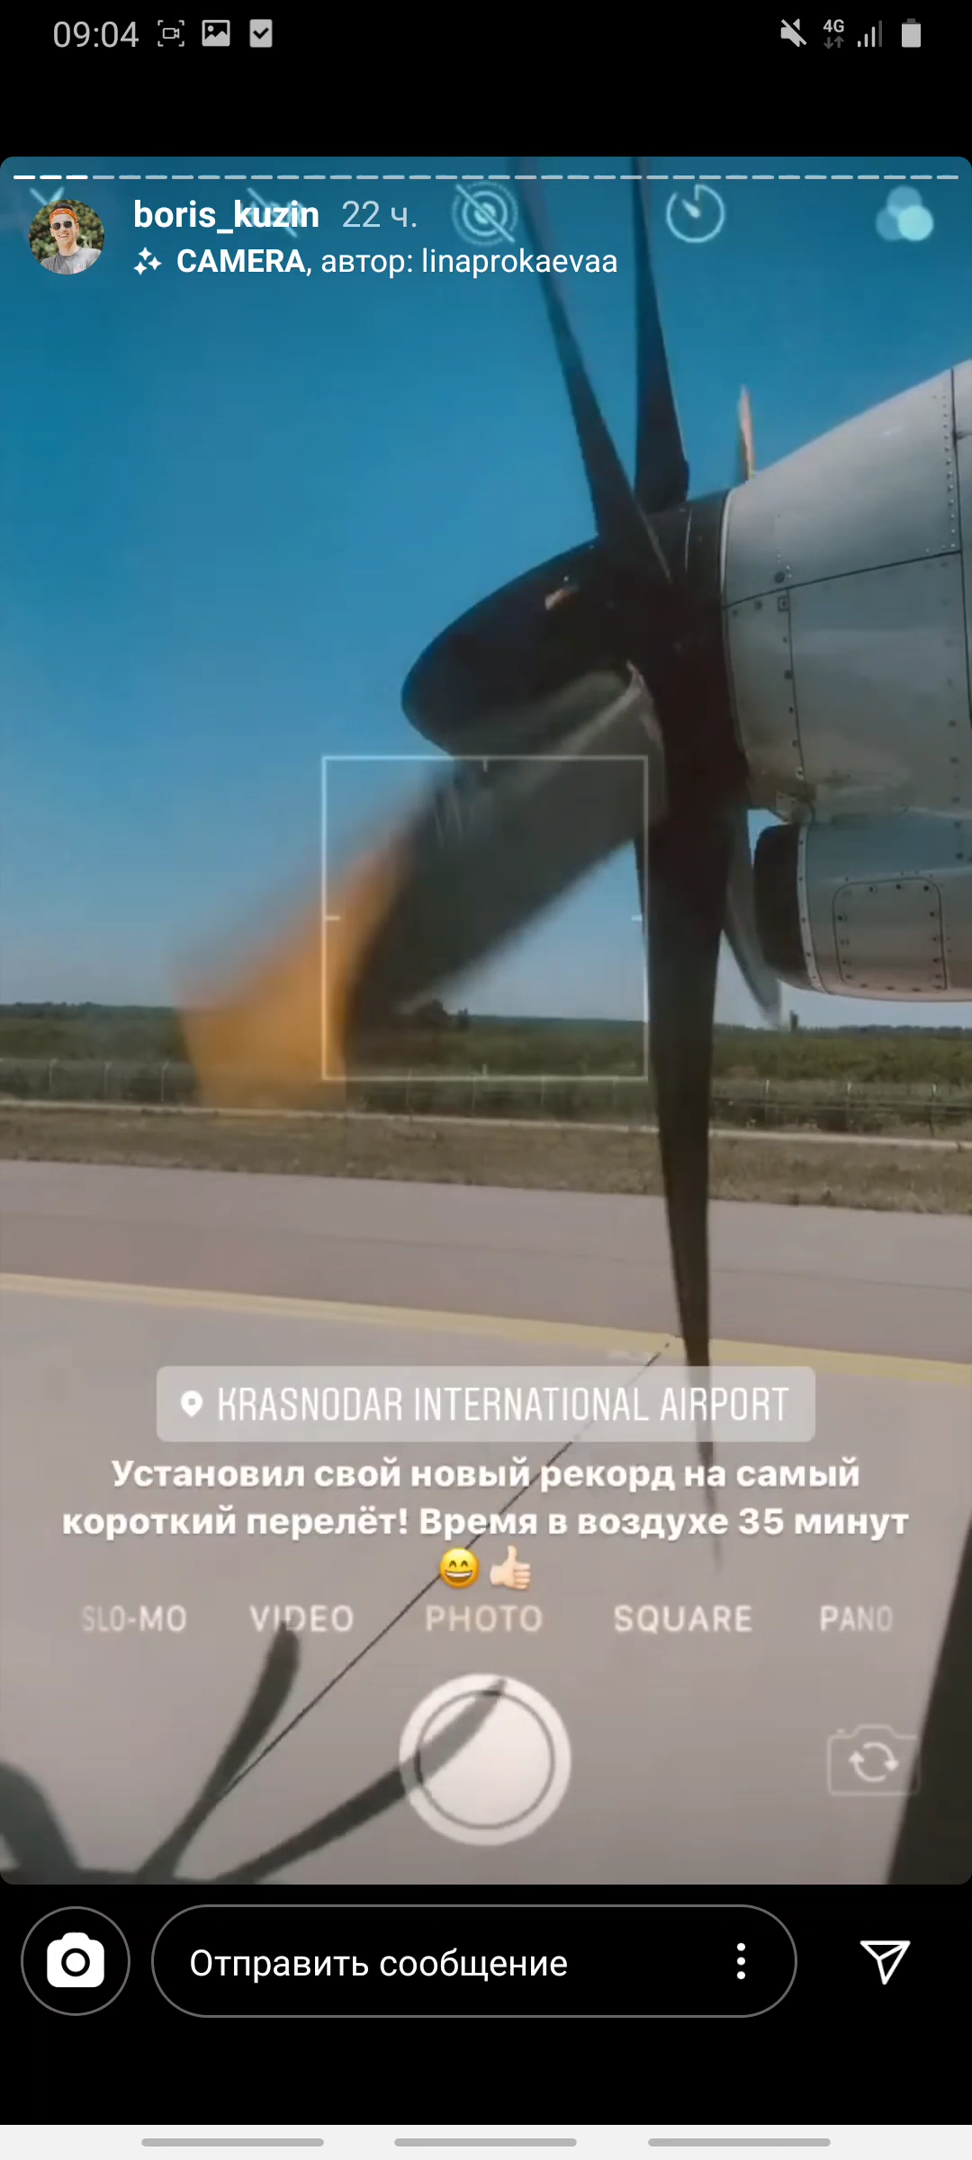 09:04
4G
boris_kuzin 22 ч.
CAMERA, автор: linaprokaevaa
KRASNODAR INTERNATIONAL AIRPORT
Установил свой новый рекорд на самый
короткий перелёт! Время в воздухе 35 минут
😄👍🏻
SLO-MO VIDEO PHOTO SQUARE PANO
Отправить сообщение